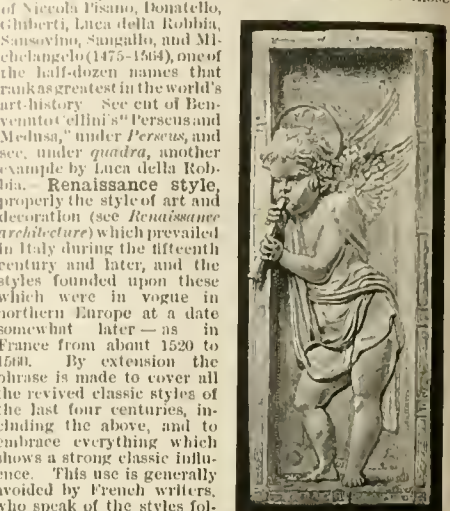 of Niccola Pisano, Donatello,
Ghiberti, Luca della Robbia,
Sansovino, Sangallo, and Mi-
chelangelo (1475–1564), one of
the half-dozen names that
rank as greatest in the world's
art-history See cut of Ben-
venuto Cellini's "Perseus and
Medusa," under Perseus, and
see, under quadra, another
example by Luca della Rob-
bia.—Renaissance style,
properly the style of art and
decoration (see Renaissance
architecture) which prevailed
in Italy during the fifteenth
century and later, and the
styles founded upon these
which were in vogue in
northern Europe at a date
somewhat later—as in
France from about 1520 to
1560. By extension the
phrase is made to cover all
the revived classic styles of
the last four centuries, in-
cluding the above, and to
embrace everything which
shows a strong classic influ-
ence. This use is generally
avoided by French writers,
who speak of the styles fol-